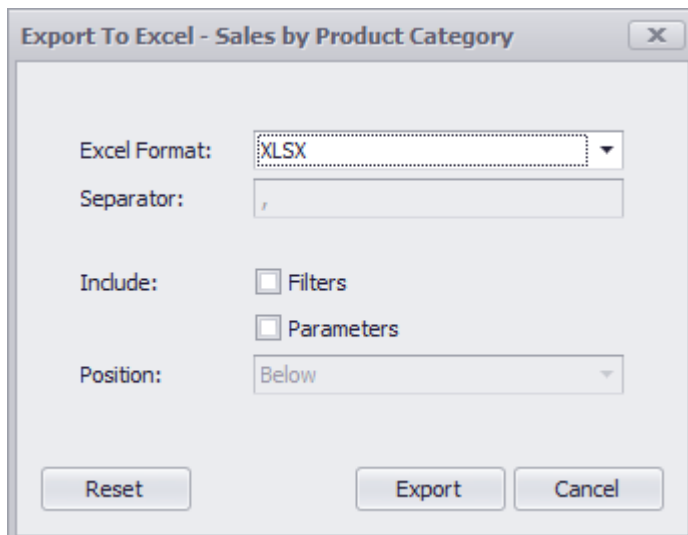 Export To Excel - Sales by Product Category
Excel Format: XLSX
Separator: ,
Include: Filters
Parameters
Position: Below
Reset Export Cancel